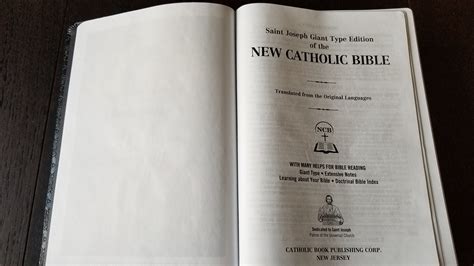 Saint Joseph Giant Type Edition
of the
NEW CATHOLIC BIBLE
Translated from the Original Languages
NCB
WITH MANY HELPS FOR BIBLE READING
Giant Type • Extensive Notes
Learning about Your Bible • Doctrinal Bible Index
Dedicated to Saint Joseph
Patron of the Universal Church
CATHOLIC BOOK PUBLISHING CORP.
NEW JERSEY